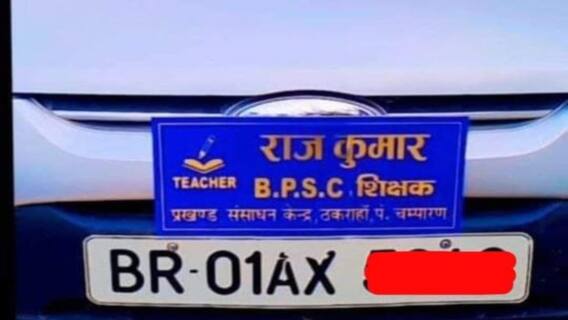 राज कुमार
TEACHER B.P.S.C शिक्षक
प्रखण्ड संसाधन केन्द्र, ठकराहाँ, पं. चम्पारण
BR-01AX